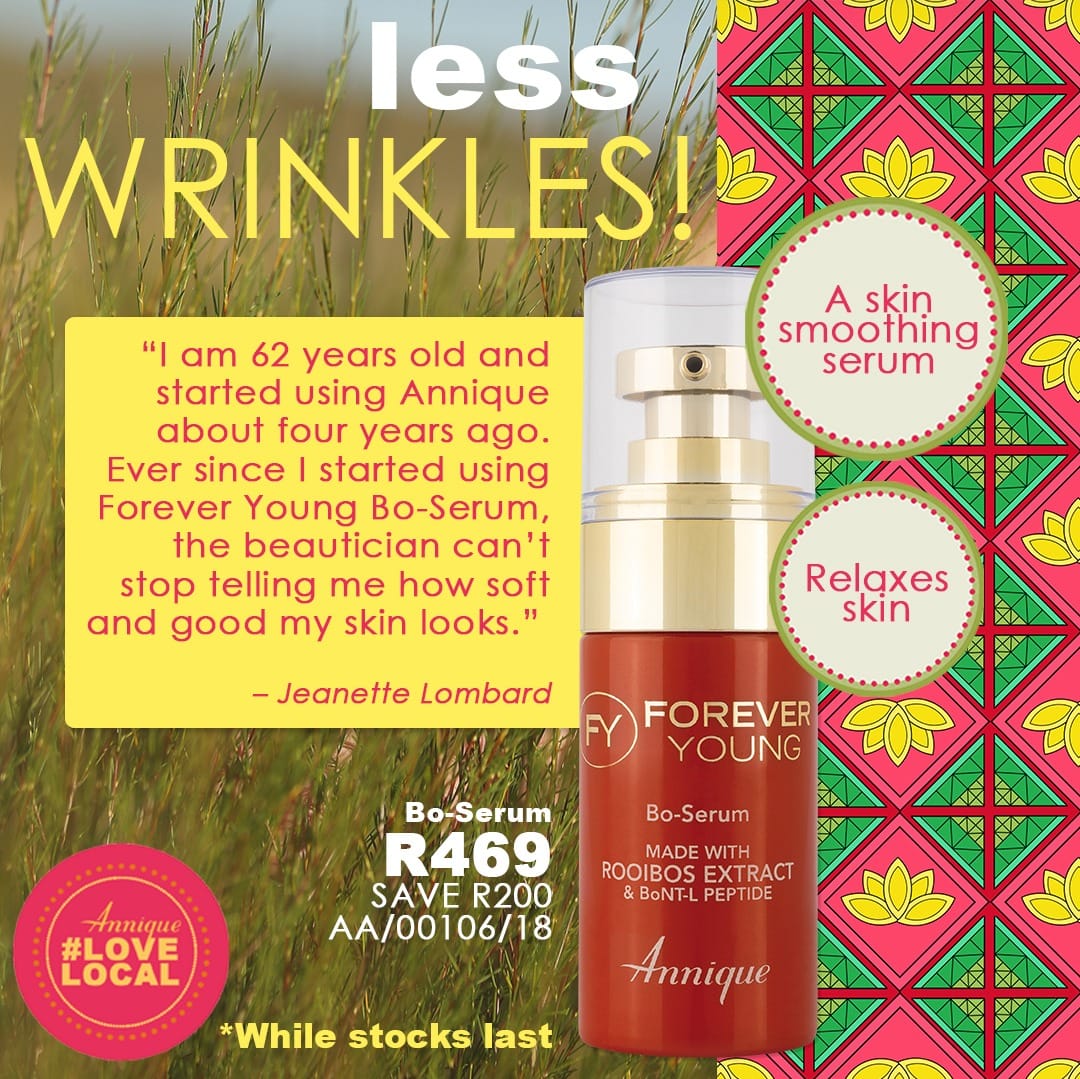 less
WRINKLES!
“I am 62 years old and
started using Annique
about four years ago.
Ever since I started using
Forever Young Bo-Serum,
the beautician can’t
stop telling me how soft
and good my skin looks.”
– Jeanette Lombard
A skin
smoothing
serum
Relaxes
skin
FY FOREVER
YOUNG
Bo-Serum
MADE WITH
ROOIBOS EXTRACT
& BoNT-L PEPTIDE
Annique
Bo-Serum
R469
SAVE R200
AA/00106/18
Annique
#LOVE
LOCAL
*While stocks last